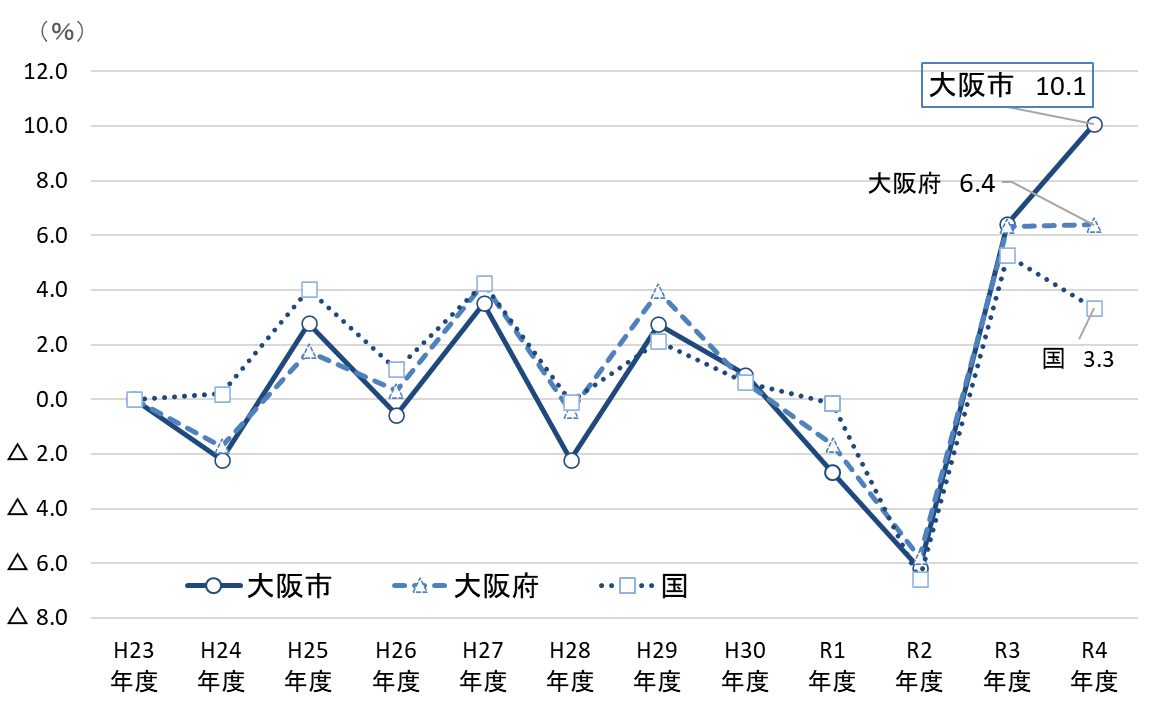 （％）
12.0
大阪市 10.1
10.0
8.0
大阪府 6.4
6.0
4.0
2.0
国 3.3
0.0
△ 2.0
△ 4.0
△ 6.0
大阪市 大阪府 国
△ 8.0
H23 H24 H25 H26 H27 H28 H29 H30 R1 R2 R3 R4
年度 年度 年度 年度 年度 年度 年度 年度 年度 年度 年度 年度